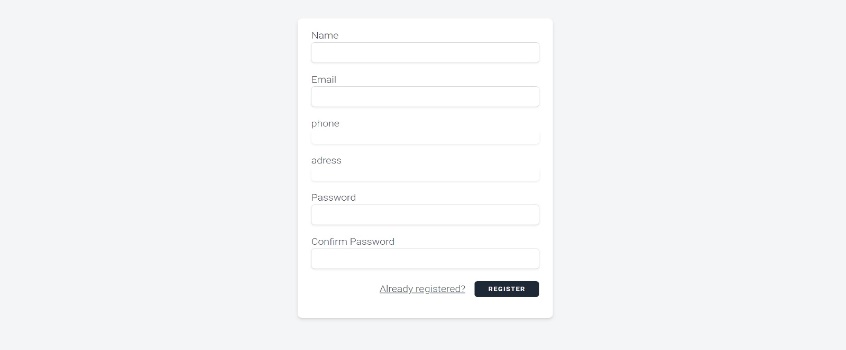 Name
Email
phone
adress
Password
Confirm Password
Already registered? REGISTER